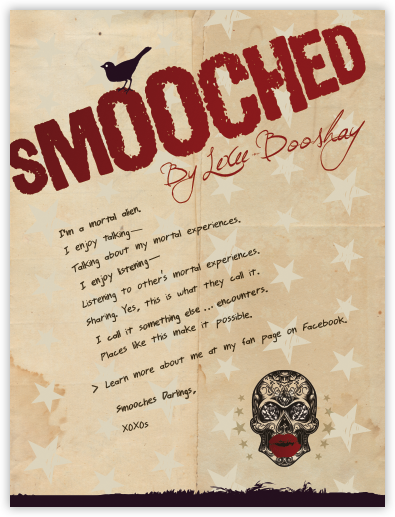 SMOOCHED
By Lexee-Booshay
I'm a mortal alien.
I enjoy talking—
Talking about my mortal experiences.
I enjoy listening—
Listening to other's mortal experiences.
Sharing. Yes, this is what they call it.
I call it something else ... encounters.
Places like this make it possible.
> Learn more about me at my fan page on Facebook.
Smooches Darlings,
XOXOs